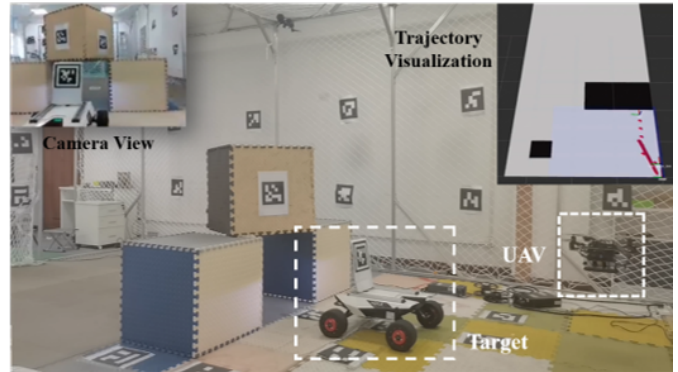 Trajectory
Visualization
Camera View
UAV
Target